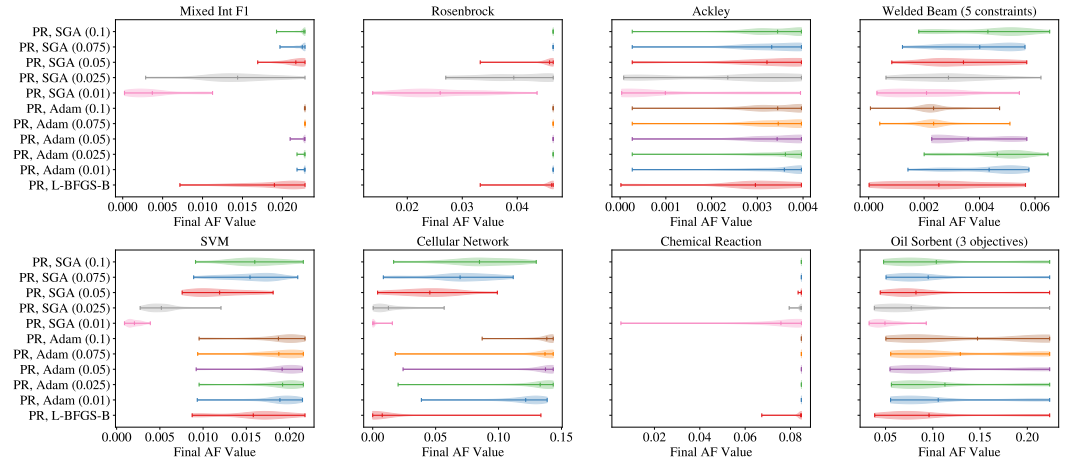 Mixed Int F1
Rosenbrock
Ackley
Welded Beam (5 constraints)
PR, SGA (0.1)
PR, SGA (0.075)
PR, SGA (0.05)
PR, SGA (0.025)
PR, SGA (0.01)
PR, Adam (0.1)
PR, Adam (0.075)
PR, Adam (0.05)
PR, Adam (0.025)
PR, Adam (0.01)
PR, L-BFGS-B
0.000 0.005 0.010 0.015 0.020
0.02 0.04
0.000 0.001 0.002 0.003 0.004
0.000 0.002 0.004 0.006
Final AF Value
Final AF Value
Final AF Value
Final AF Value
SVM
Cellular Network
Chemical Reaction
Oil Sorbent (3 objectives)
PR, SGA (0.1)
PR, SGA (0.075)
PR, SGA (0.05)
PR, SGA (0.025)
PR, SGA (0.01)
PR, Adam (0.1)
PR, Adam (0.075)
PR, Adam (0.05)
PR, Adam (0.025)
PR, Adam (0.01)
PR, L-BFGS-B
0.000 0.005 0.010 0.015 0.020
0.00 0.05 0.10 0.15
0.02 0.04 0.06 0.08
0.05 0.10 0.15 0.20
Final AF Value
Final AF Value
Final AF Value
Final AF Value